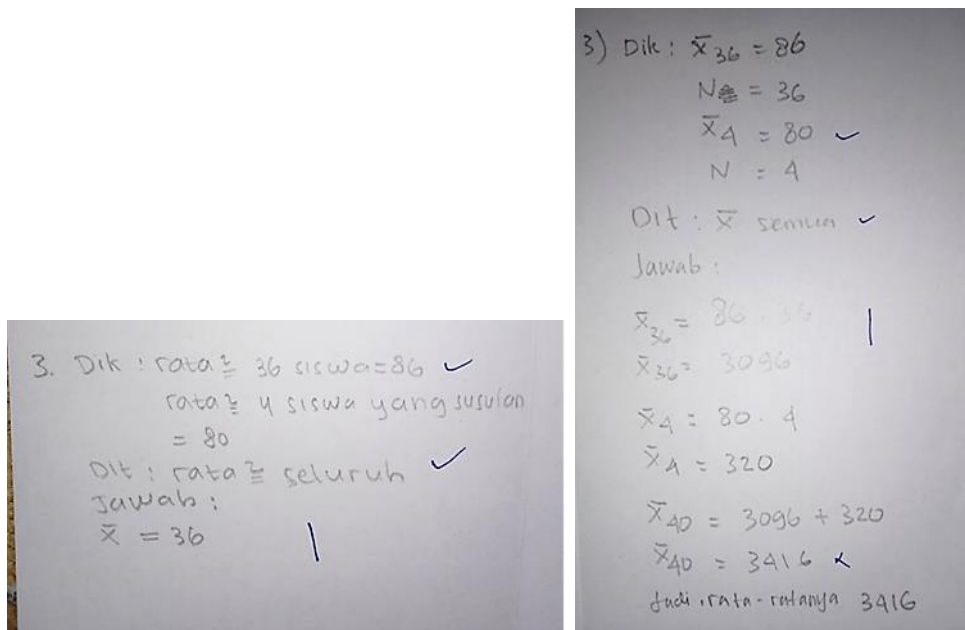 3. Dik : rata² 36 siswa = 86 ✓
rata² 4 siswa yang susulan
= 80
Dit : rata² seluruh ✓
Jawab :
x̄ = 36 |
3) Dik : x̄36 = 86
N = 36
x̄4 = 80 ✓
N = 4
Dit : x̄ semua ✓
Jawab :
x̄36 = 86 . 36 |
x̄36 = 3096
x̄4 = 80 . 4
x̄4 = 320
x̄40 = 3096 + 320
x̄40 = 3416 ×
Jadi, rata-ratanya 3416